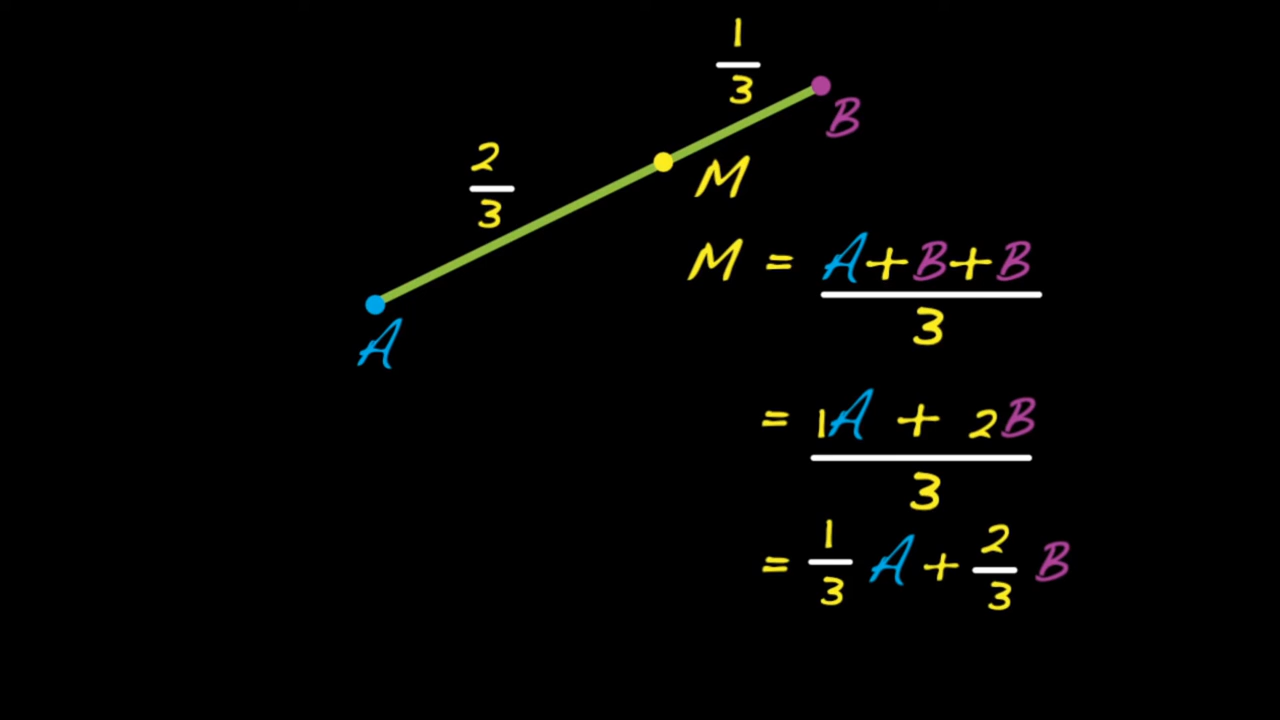 1/3
B
2/3
M
M = (A+B+B)/3
A
= (1A + 2B)/3
= 1/3 A + 2/3 B